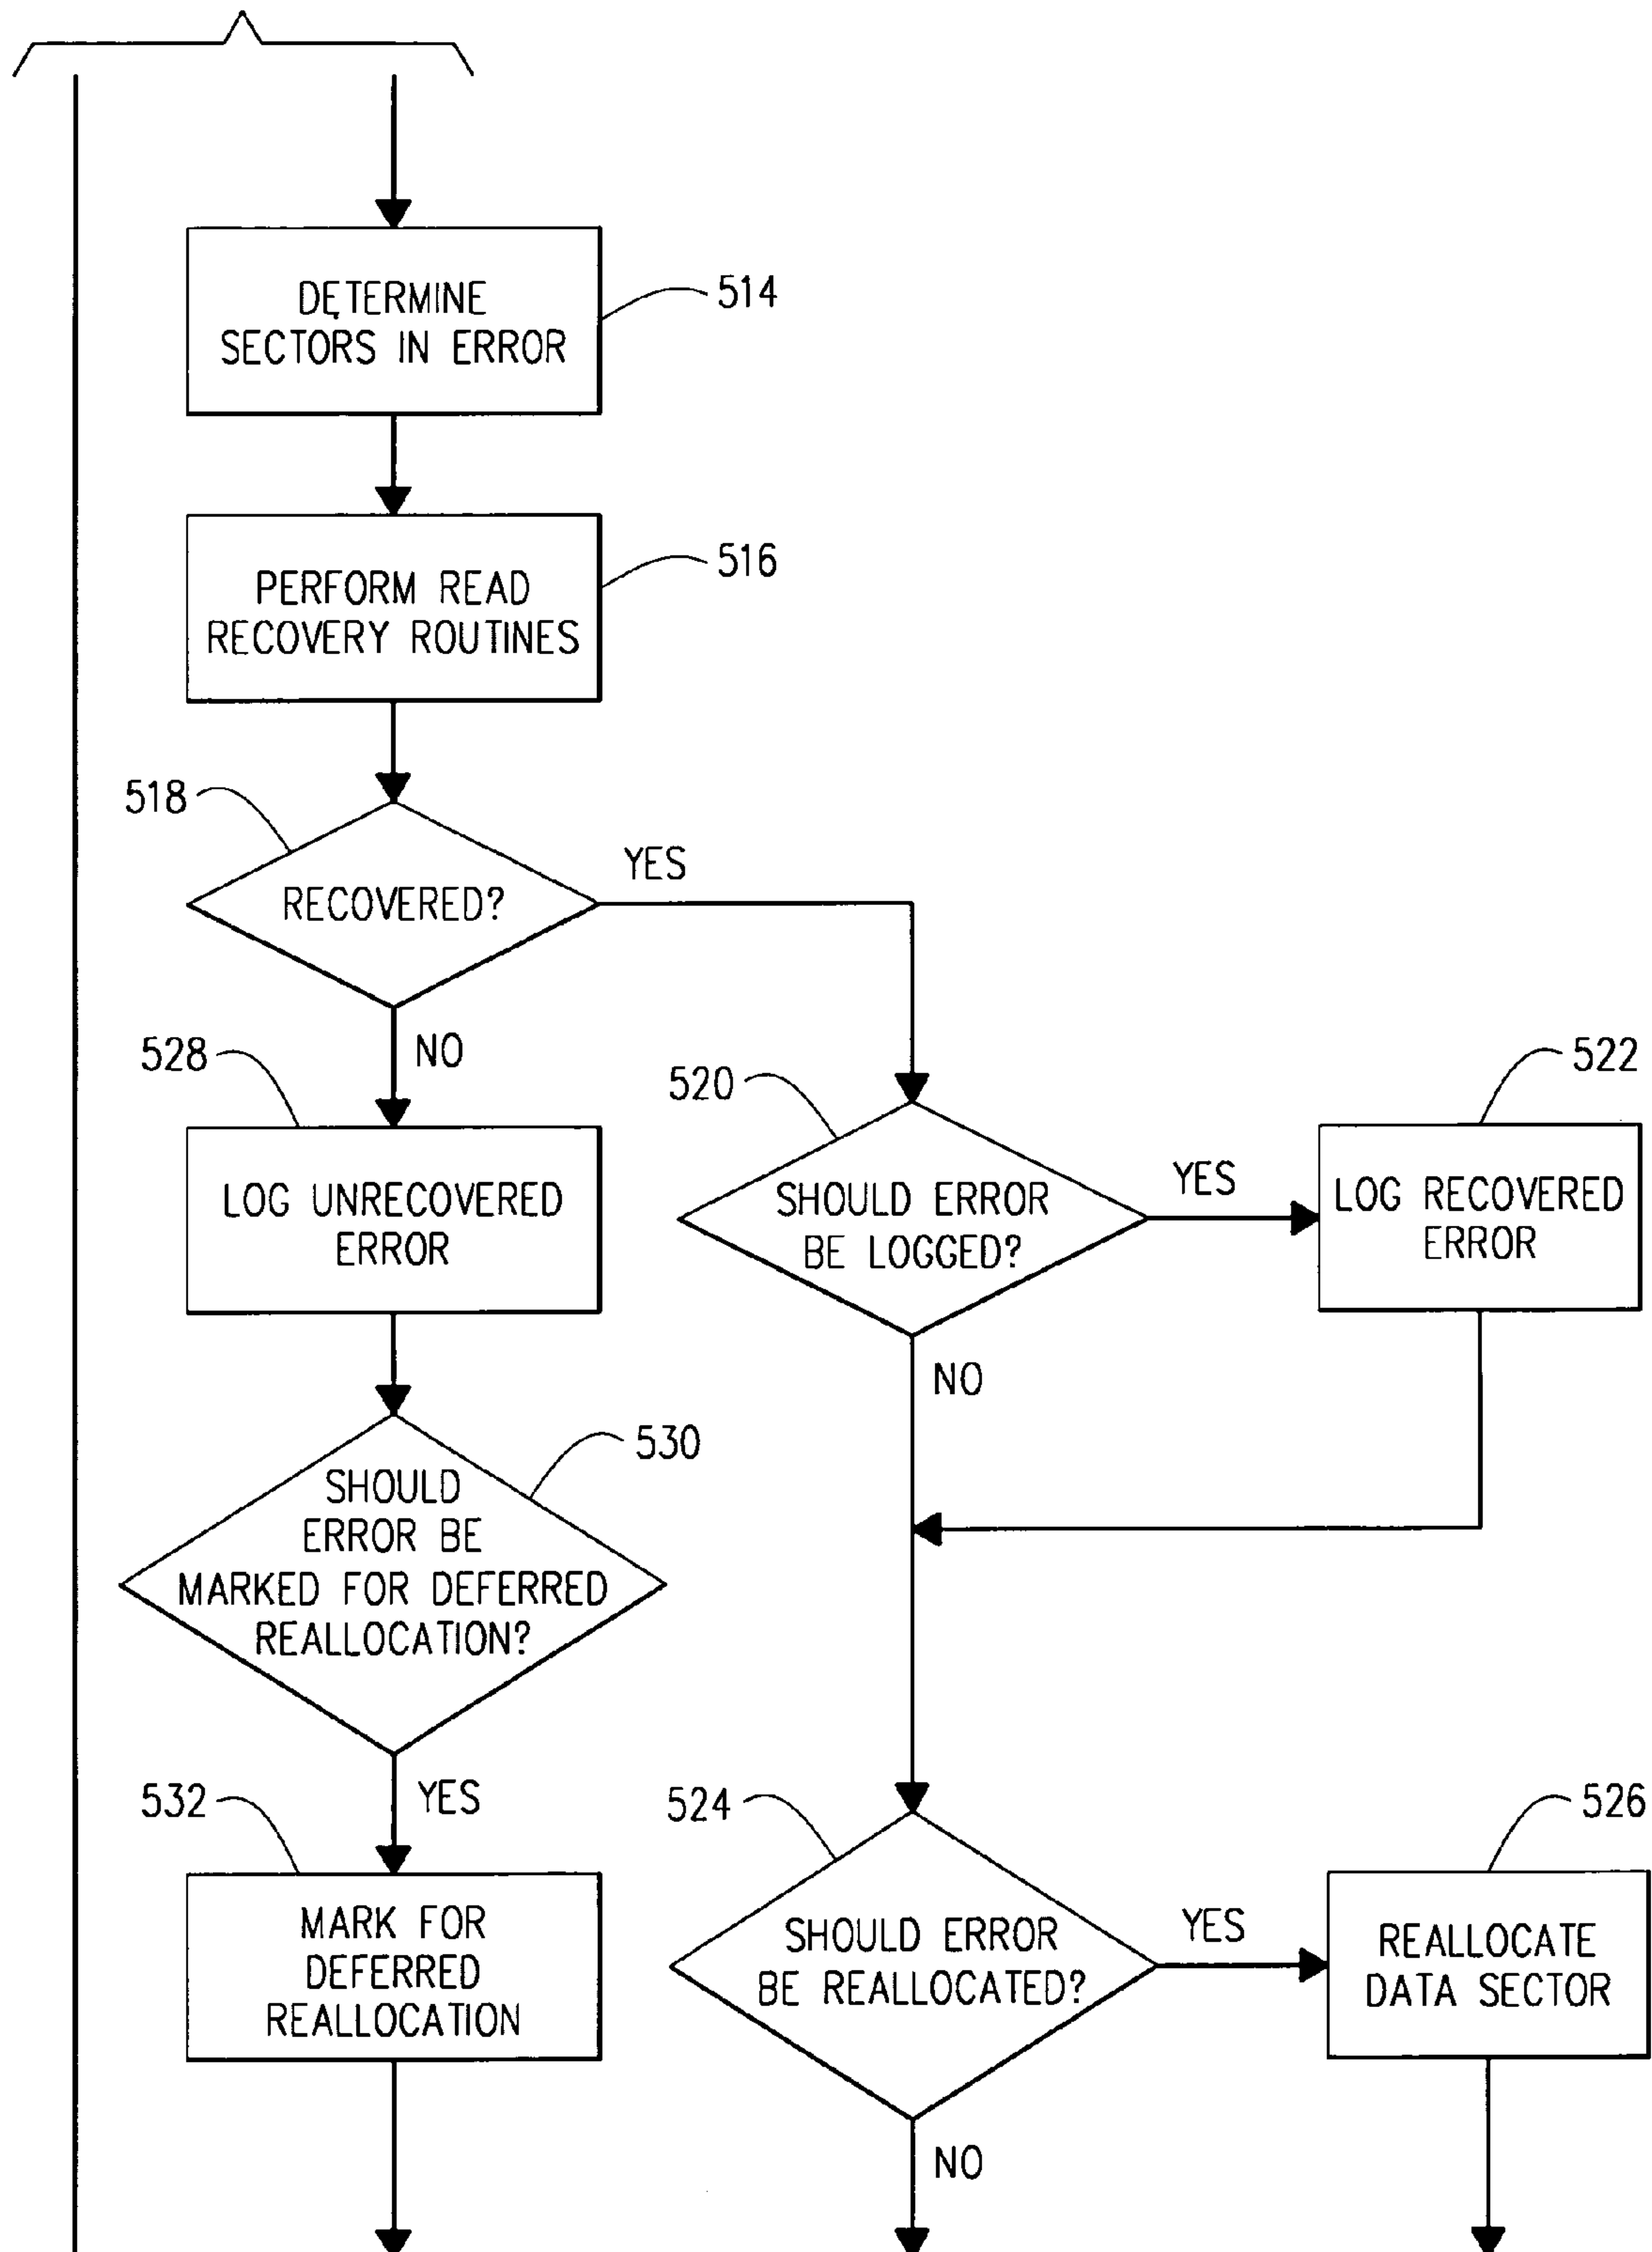 DETERMINE
SECTORS IN ERROR
514
PERFORM READ
RECOVERY ROUTINES
516
518
RECOVERED?
YES
NO
528
LOG UNRECOVERED
ERROR
520
SHOULD ERROR
BE LOGGED?
YES
522
LOG RECOVERED
ERROR
NO
530
SHOULD
ERROR BE
MARKED FOR DEFERRED
REALLOCATION?
YES
532
MARK FOR
DEFERRED
REALLOCATION
524
SHOULD ERROR
BE REALLOCATED?
YES
526
REALLOCATE
DATA SECTOR
NO